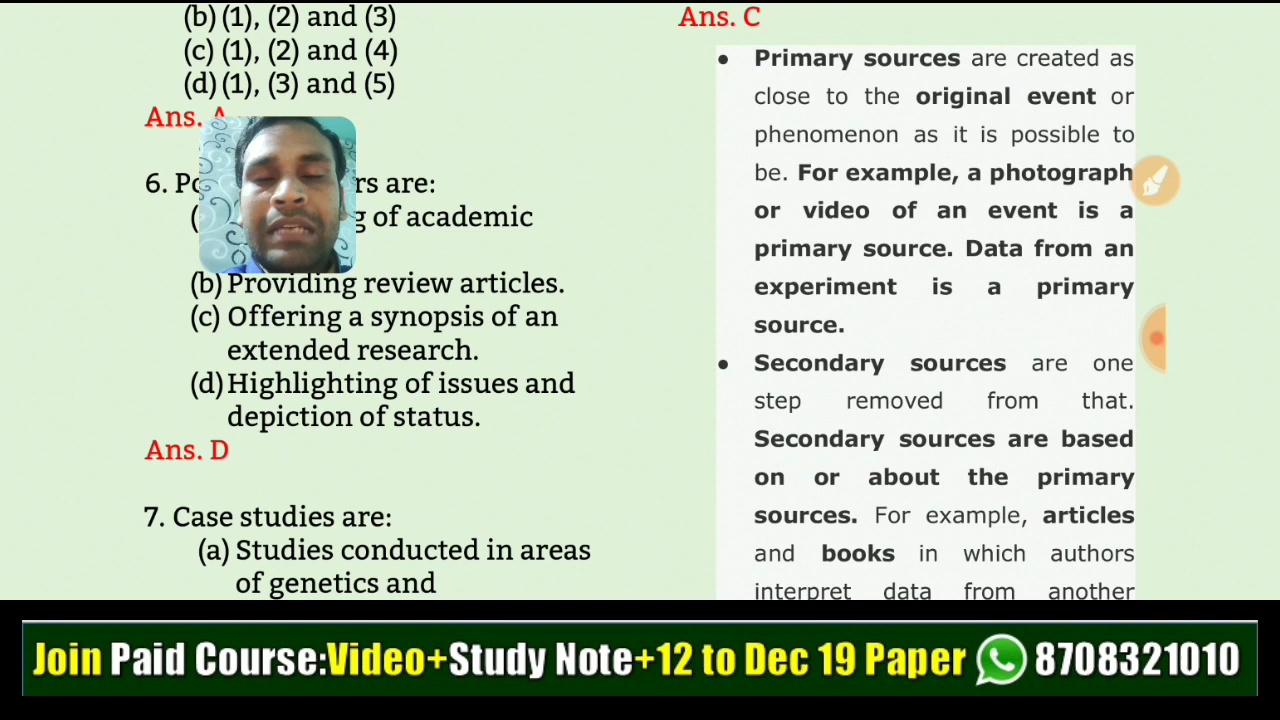 (b) (1), (2) and (3)
(c) (1), (2) and (4)
(d) (1), (3) and (5)
Ans. A
6. rs are:
g of academic
(b) Providing review articles.
(c) Offering a synopsis of an
extended research.
(d) Highlighting of issues and
depiction of status.
Ans. D
7. Case studies are:
(a) Studies conducted in areas
of genetics and
Ans. C
• Primary sources are created as
close to the original event or
phenomenon as it is possible to
be. For example, a photograph
or video of an event is a
primary source. Data from an
experiment is a primary
source.
• Secondary sources are one
step removed from that.
Secondary sources are based
on or about the primary
sources. For example, articles
and books in which authors
interpret data from another
Join Paid Course:Video+Study Note+12 to Dec 19 Paper 8708321010